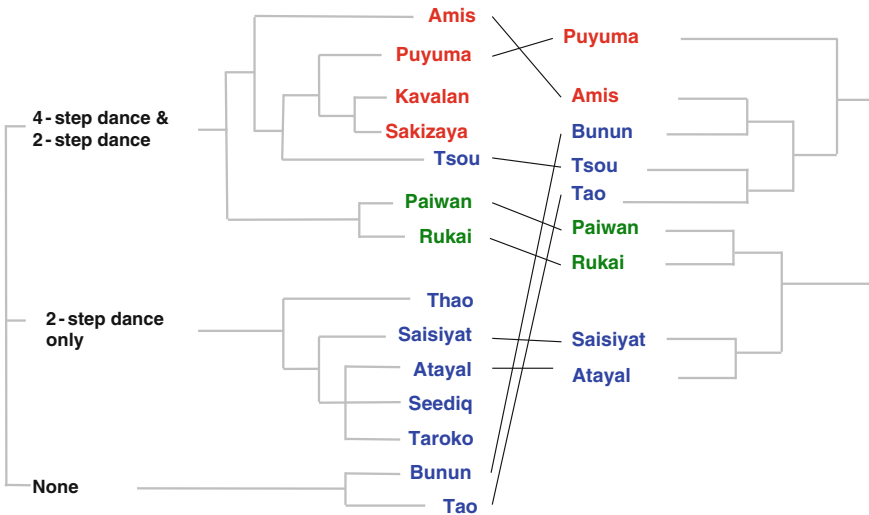 4-step dance &
2-step dance
2-step dance
only
None
Amis
Puyuma
Kavalan
Sakizaya
Tsou
Paiwan
Rukai
Thao
Saisiyat
Atayal
Seediq
Taroko
Bunun
Tao
Puyuma
Amis
Bunun
Tsou
Tao
Paiwan
Rukai
Saisiyat
Atayal